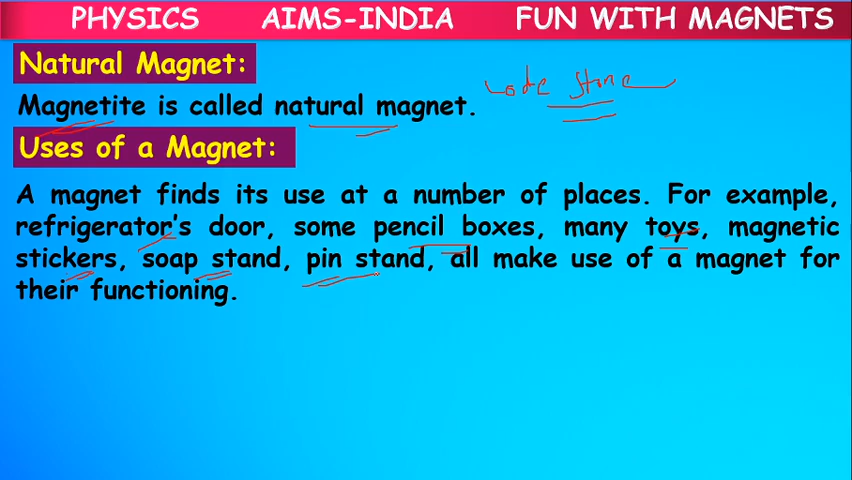 PHYSICS AIMS-INDIA FUN WITH MAGNETS
Natural Magnet:
Lode stone
Magnetite is called natural magnet.
Uses of a Magnet:
A magnet finds its use at a number of places. For example,
refrigerator's door, some pencil boxes, many toys, magnetic
stickers, soap stand, pin stand, all make use of a magnet for
their functioning.